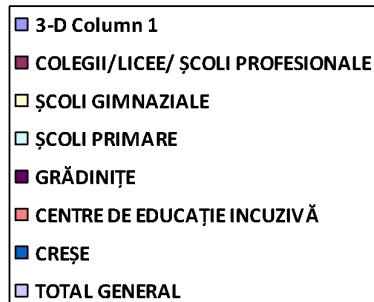 3-D Column 1
COLEGII/LICEE/ ȘCOLI PROFESIONALE
ȘCOLI GIMNAZIALE
ȘCOLI PRIMARE
GRĂDINIȚE
CENTRE DE EDUCAȚIE INCUZIVĂ
CREȘE
TOTAL GENERAL